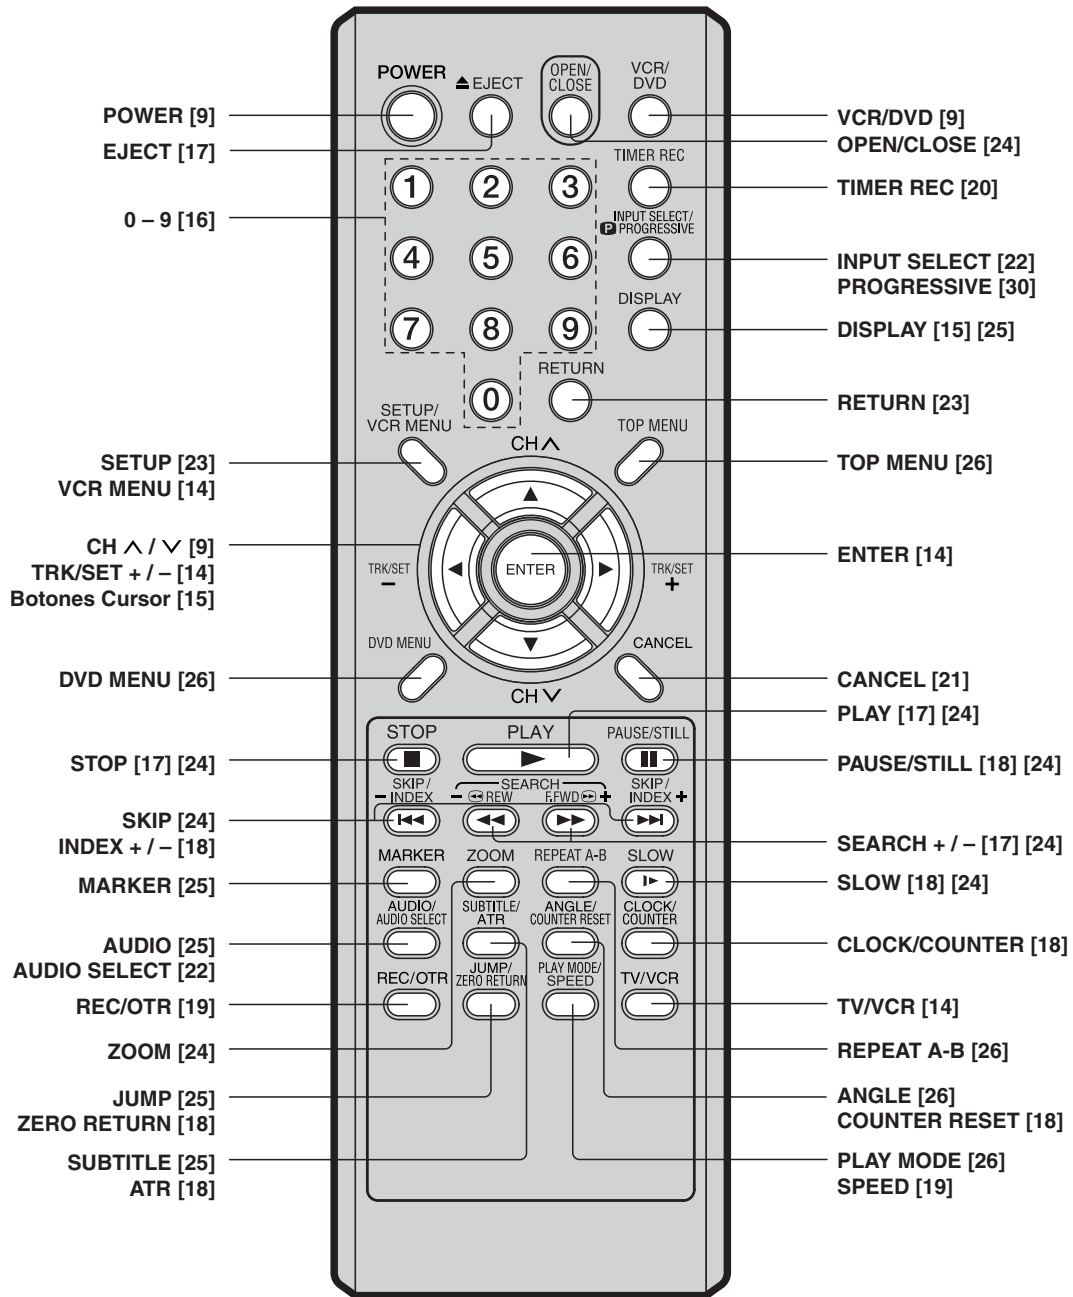 POWER
EJECT
OPEN/
CLOSE
VCR/
DVD
POWER [9]
EJECT [17]
VCR/DVD [9]
OPEN/CLOSE [24]
TIMER REC
1
2
3
TIMER REC [20]
0 – 9 [16]
INPUT SELECT/
P PROGRESSIVE
4
5
6
INPUT SELECT [22]
PROGRESSIVE [30]
DISPLAY
7
8
9
DISPLAY [15] [25]
RETURN
0
RETURN [23]
SETUP/
VCR MENU
CH
TOP MENU
SETUP [23]
VCR MENU [14]
TOP MENU [26]
CH ∧ / ∨ [9]
TRK/SET + / – [14]
Botones Cursor [15]
TRK/SET
–
ENTER
TRK/SET
+
ENTER [14]
DVD MENU
CANCEL
CH
DVD MENU [26]
CANCEL [21]
PLAY [17] [24]
STOP
PLAY
PAUSE/STILL
STOP [17] [24]
PAUSE/STILL [18] [24]
– SKIP/
INDEX
SEARCH
– REW
F.FWD +
SKIP/
INDEX +
SKIP [24]
INDEX + / – [18]
SEARCH + / – [17] [24]
MARKER
ZOOM
REPEAT A-B
SLOW
MARKER [25]
SLOW [18] [24]
AUDIO/
AUDIO SELECT
SUBTITLE/
ATR
ANGLE/
COUNTER RESET
CLOCK/
COUNTER
AUDIO [25]
AUDIO SELECT [22]
CLOCK/COUNTER [18]
REC/OTR
JUMP/
ZERO RETURN
PLAY MODE/
SPEED
TV/VCR
REC/OTR [19]
TV/VCR [14]
ZOOM [24]
REPEAT A-B [26]
JUMP [25]
ZERO RETURN [18]
ANGLE [26]
COUNTER RESET [18]
SUBTITLE [25]
ATR [18]
PLAY MODE [26]
SPEED [19]